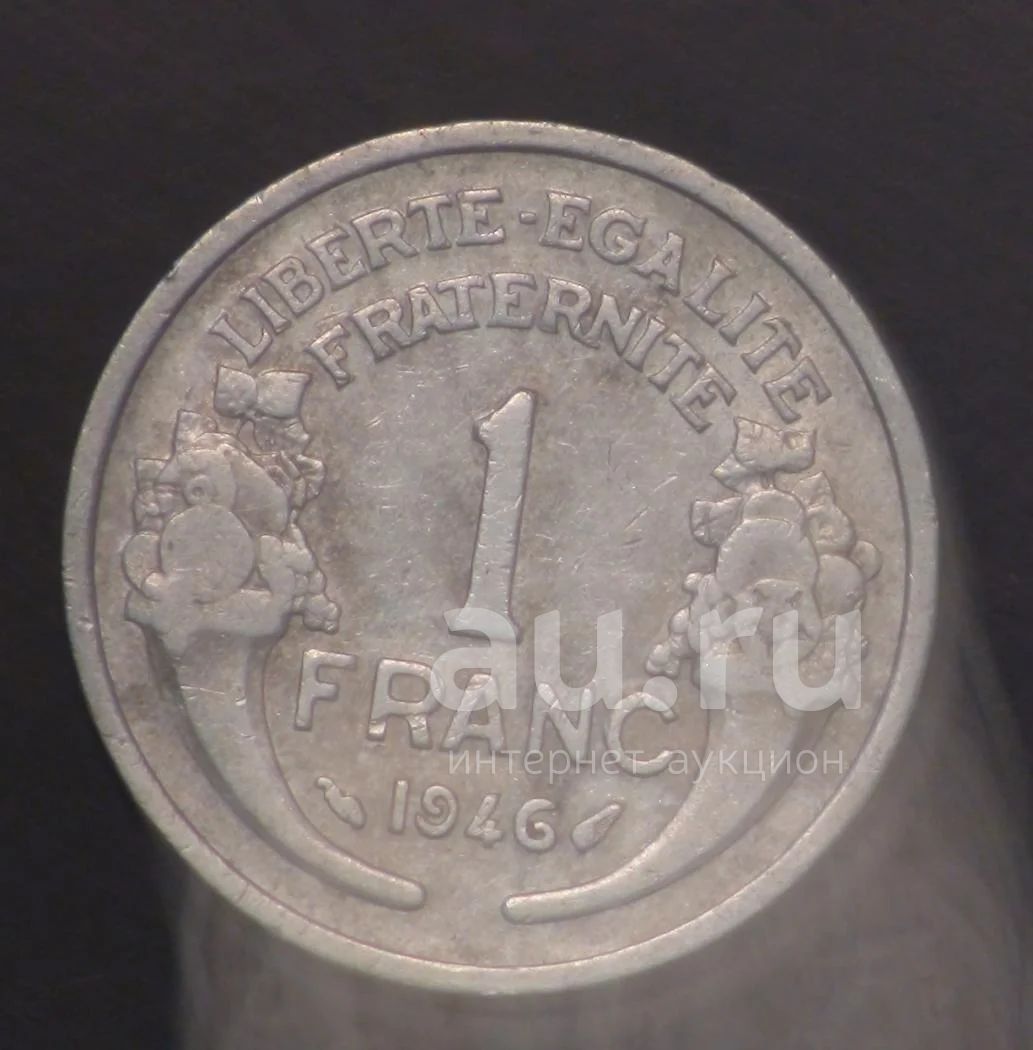 LIBERTE-EGALITE
FRATERNITE
1
FRANC
1946
au.ru
интернет аукцион